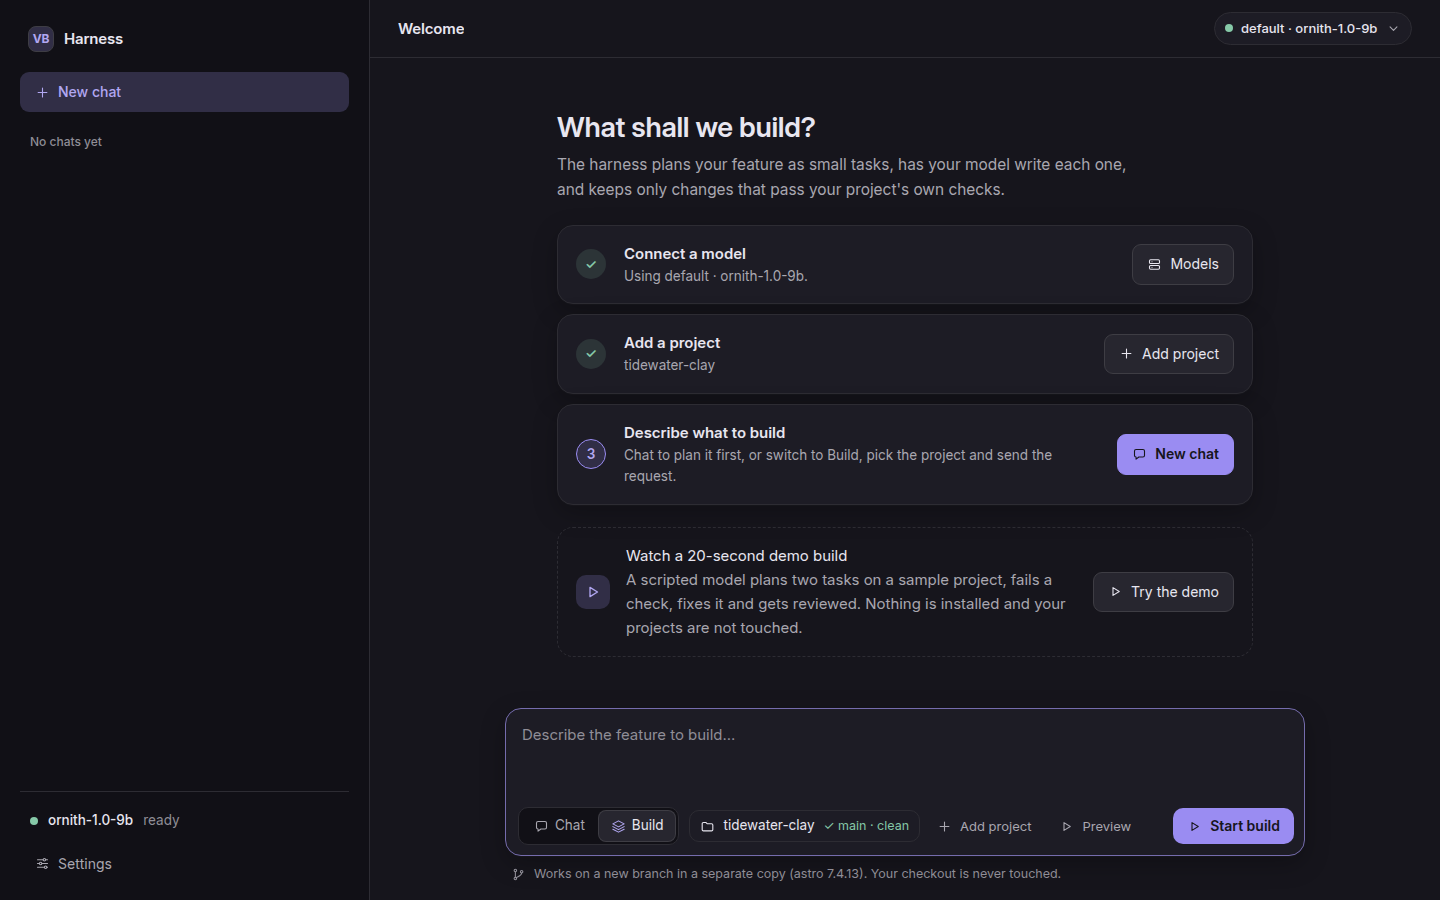 VB Harness
New chat
No chats yet
ornith-1.0-9b ready
Settings
Welcome
default · ornith-1.0-9b
What shall we build?
The harness plans your feature as small tasks, has your model write each one,
and keeps only changes that pass your project's own checks.
Connect a model
Using default · ornith-1.0-9b.
Models
Add a project
tidewater-clay
Add project
3
Describe what to build
Chat to plan it first, or switch to Build, pick the project and send the
request.
New chat
Watch a 20-second demo build
A scripted model plans two tasks on a sample project, fails a
check, fixes it and gets reviewed. Nothing is installed and your
projects are not touched.
Try the demo
Describe the feature to build...
Chat Build tidewater-clay main · clean Add project Preview Start build
Works on a new branch in a separate copy (astro 7.4.13). Your checkout is never touched.